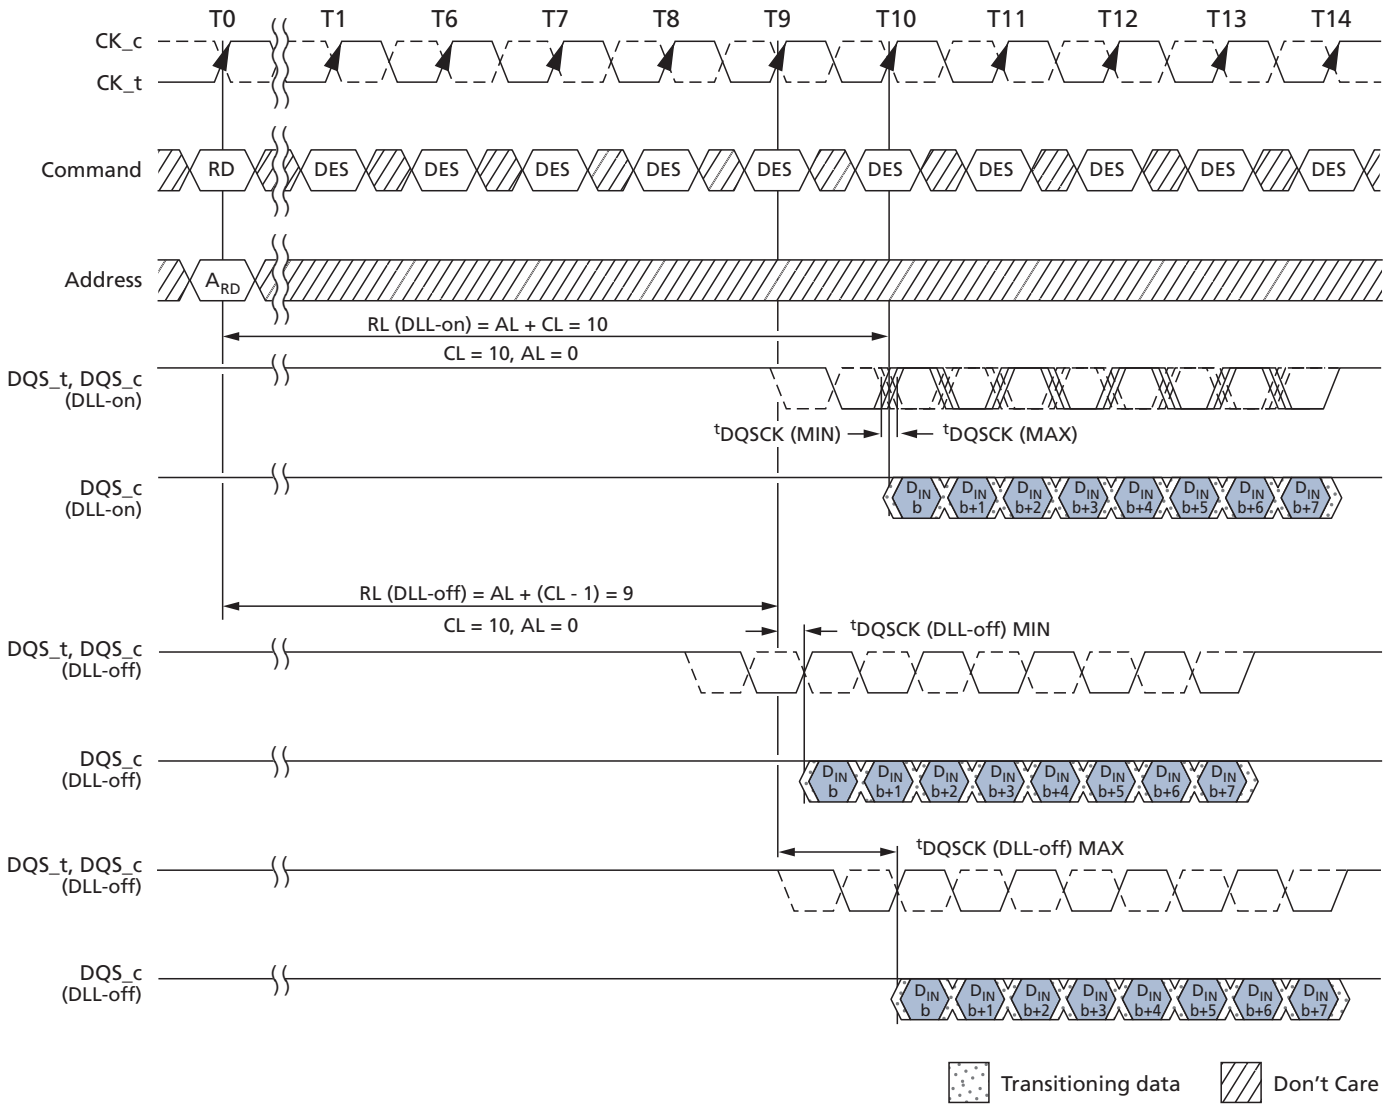 T0 T1 T6 T7 T8 T9 T10 T11 T12 T13 T14
CK_c
CK_t
Command RD DES DES DES DES DES DES DES DES DES DES
Address A_RD
RL (DLL-on) = AL + CL = 10
CL = 10, AL = 0
DQS_t, DQS_c
(DLL-on)
tDQSCK (MIN) tDQSCK (MAX)
DQS_c
(DLL-on)
DIN b DIN b+1 DIN b+2 DIN b+3 DIN b+4 DIN b+5 DIN b+6 DIN b+7
RL (DLL-off) = AL + (CL - 1) = 9
CL = 10, AL = 0
tDQSCK (DLL-off) MIN
DQS_t, DQS_c
(DLL-off)
DQS_c
(DLL-off)
DIN b DIN b+1 DIN b+2 DIN b+3 DIN b+4 DIN b+5 DIN b+6 DIN b+7
tDQSCK (DLL-off) MAX
DQS_t, DQS_c
(DLL-off)
DQS_c
(DLL-off)
DIN b DIN b+1 DIN b+2 DIN b+3 DIN b+4 DIN b+5 DIN b+6 DIN b+7
Transitioning data Don't Care